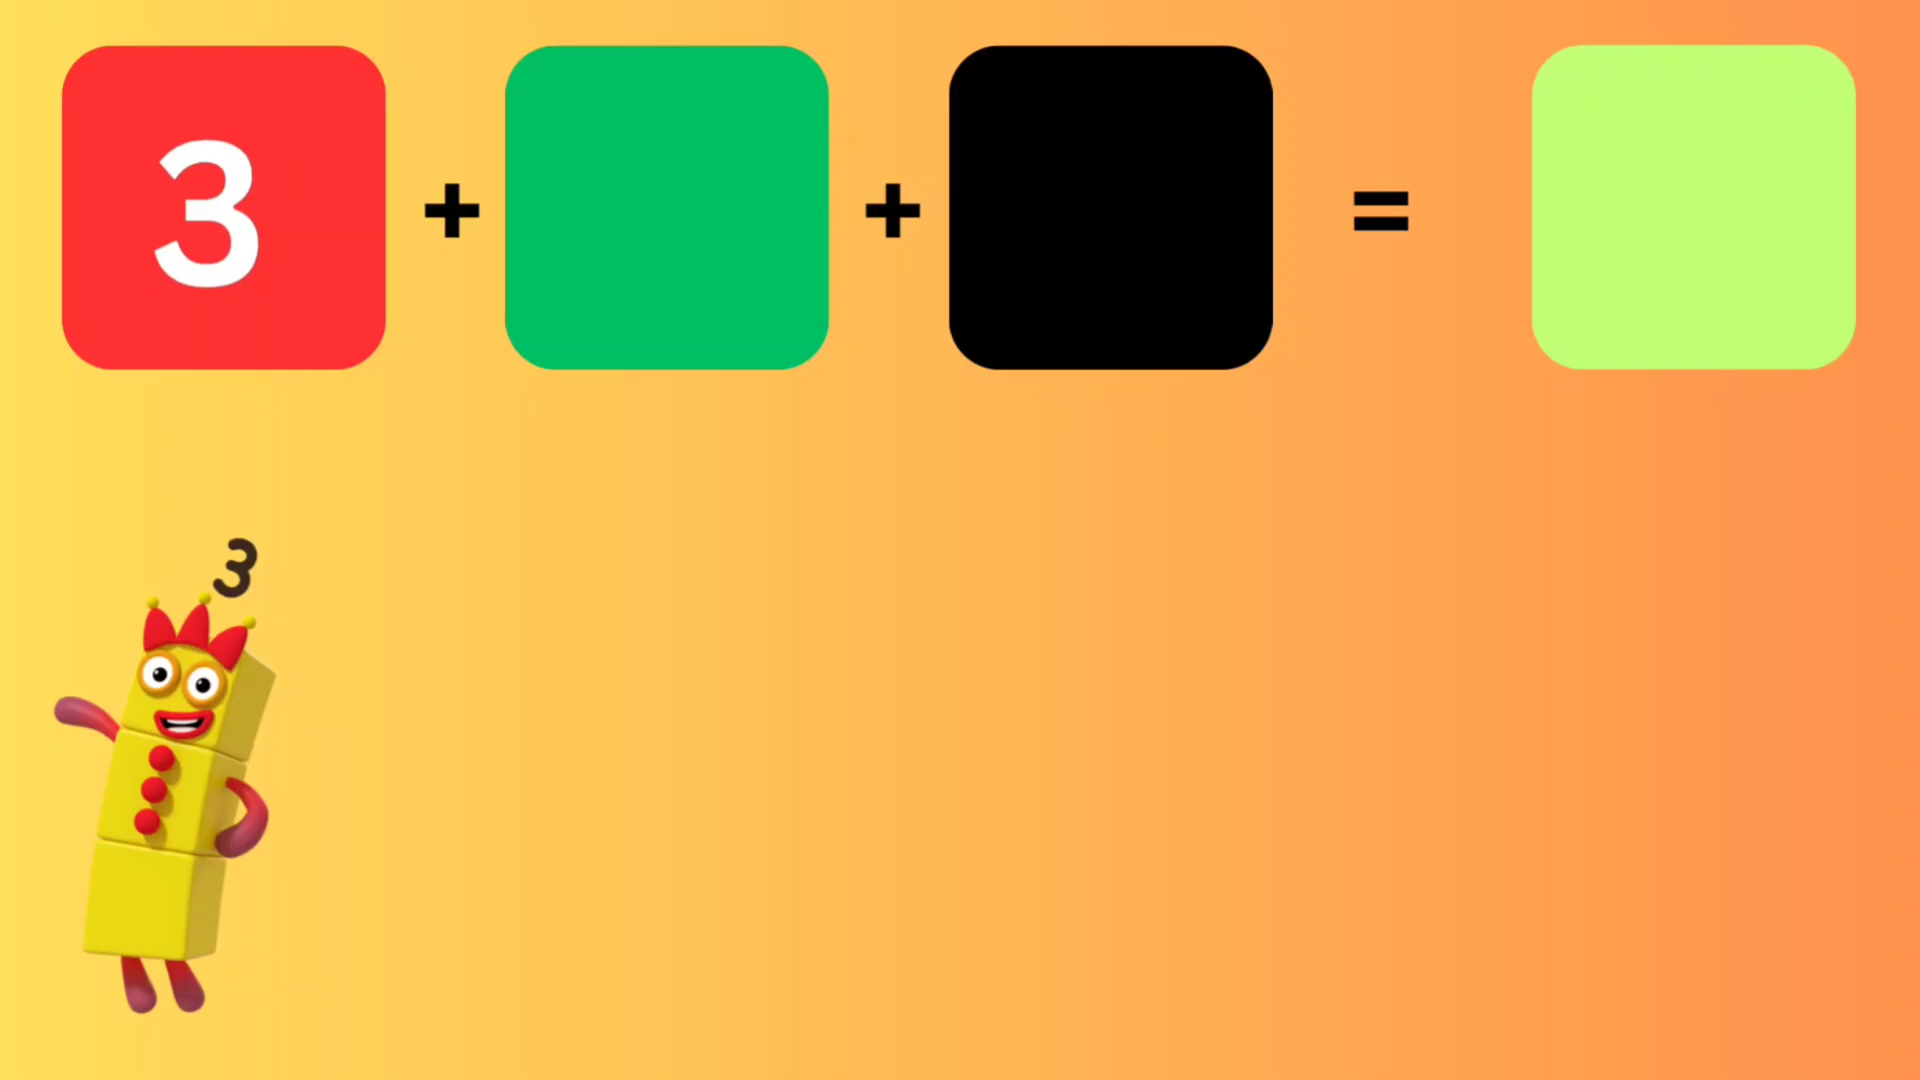 3 + + =
3